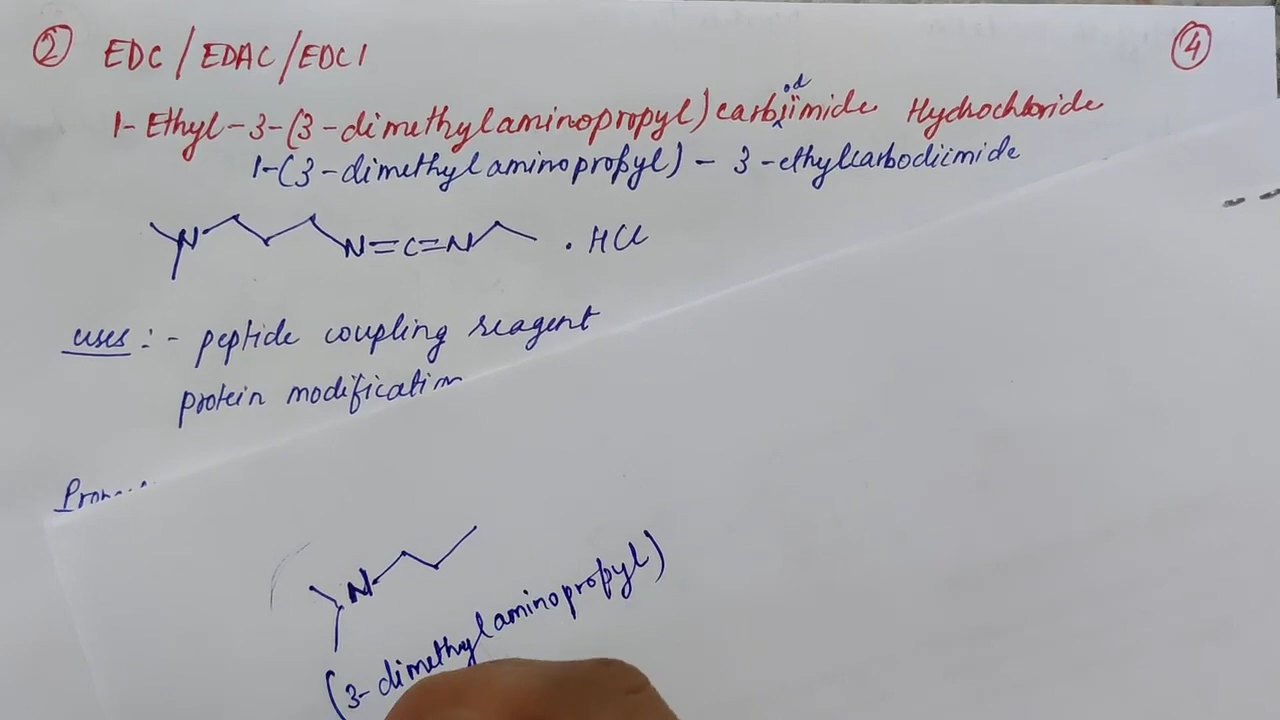 ② EDC / EDAC / EDCI
④
1-Ethyl-3-(3-dimethylaminopropyl)carbodiimide Hydrochloride
1-(3-dimethylaminopropyl)-3-ethylcarbodiimide
N N=C=N . HCl
uses :- peptide coupling reagent
protein modification
N
(3-dimethylaminopropyl)